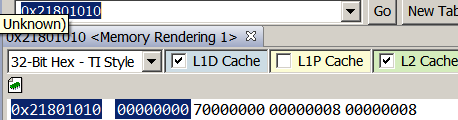 0x21801010 Go New Tab
Unknown)
0x21801010 <Memory Rendering 1>
32-Bit Hex - TI Style L1D Cache L1P Cache L2 Cache
0x21801010 00000000 70000000 00000008 00000008